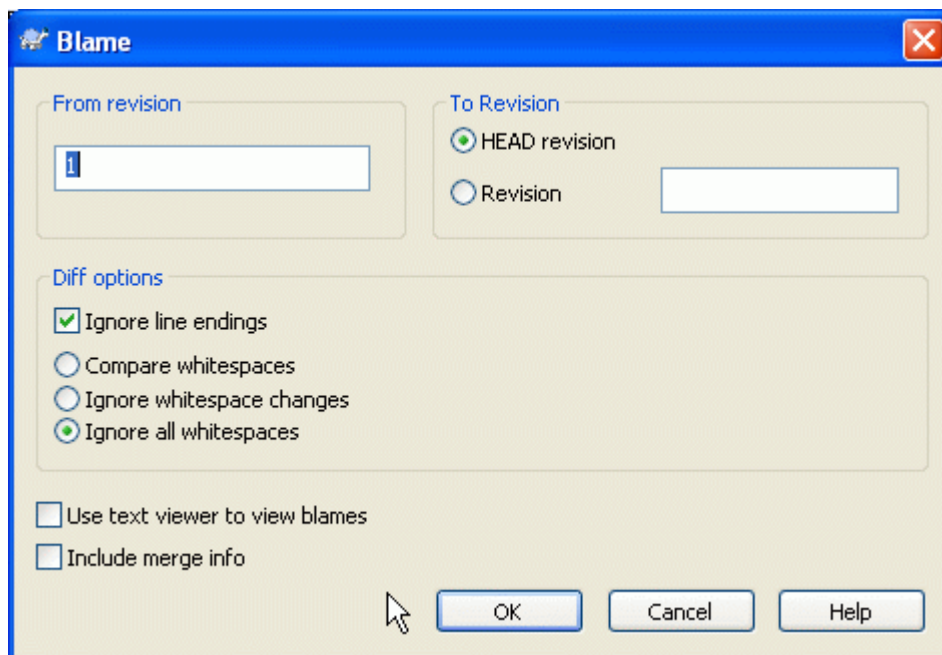 Blame
From revision
1
To Revision
HEAD revision
Revision
Diff options
Ignore line endings
Compare whitespaces
Ignore whitespace changes
Ignore all whitespaces
Use text viewer to view blames
Include merge info
OK Cancel Help